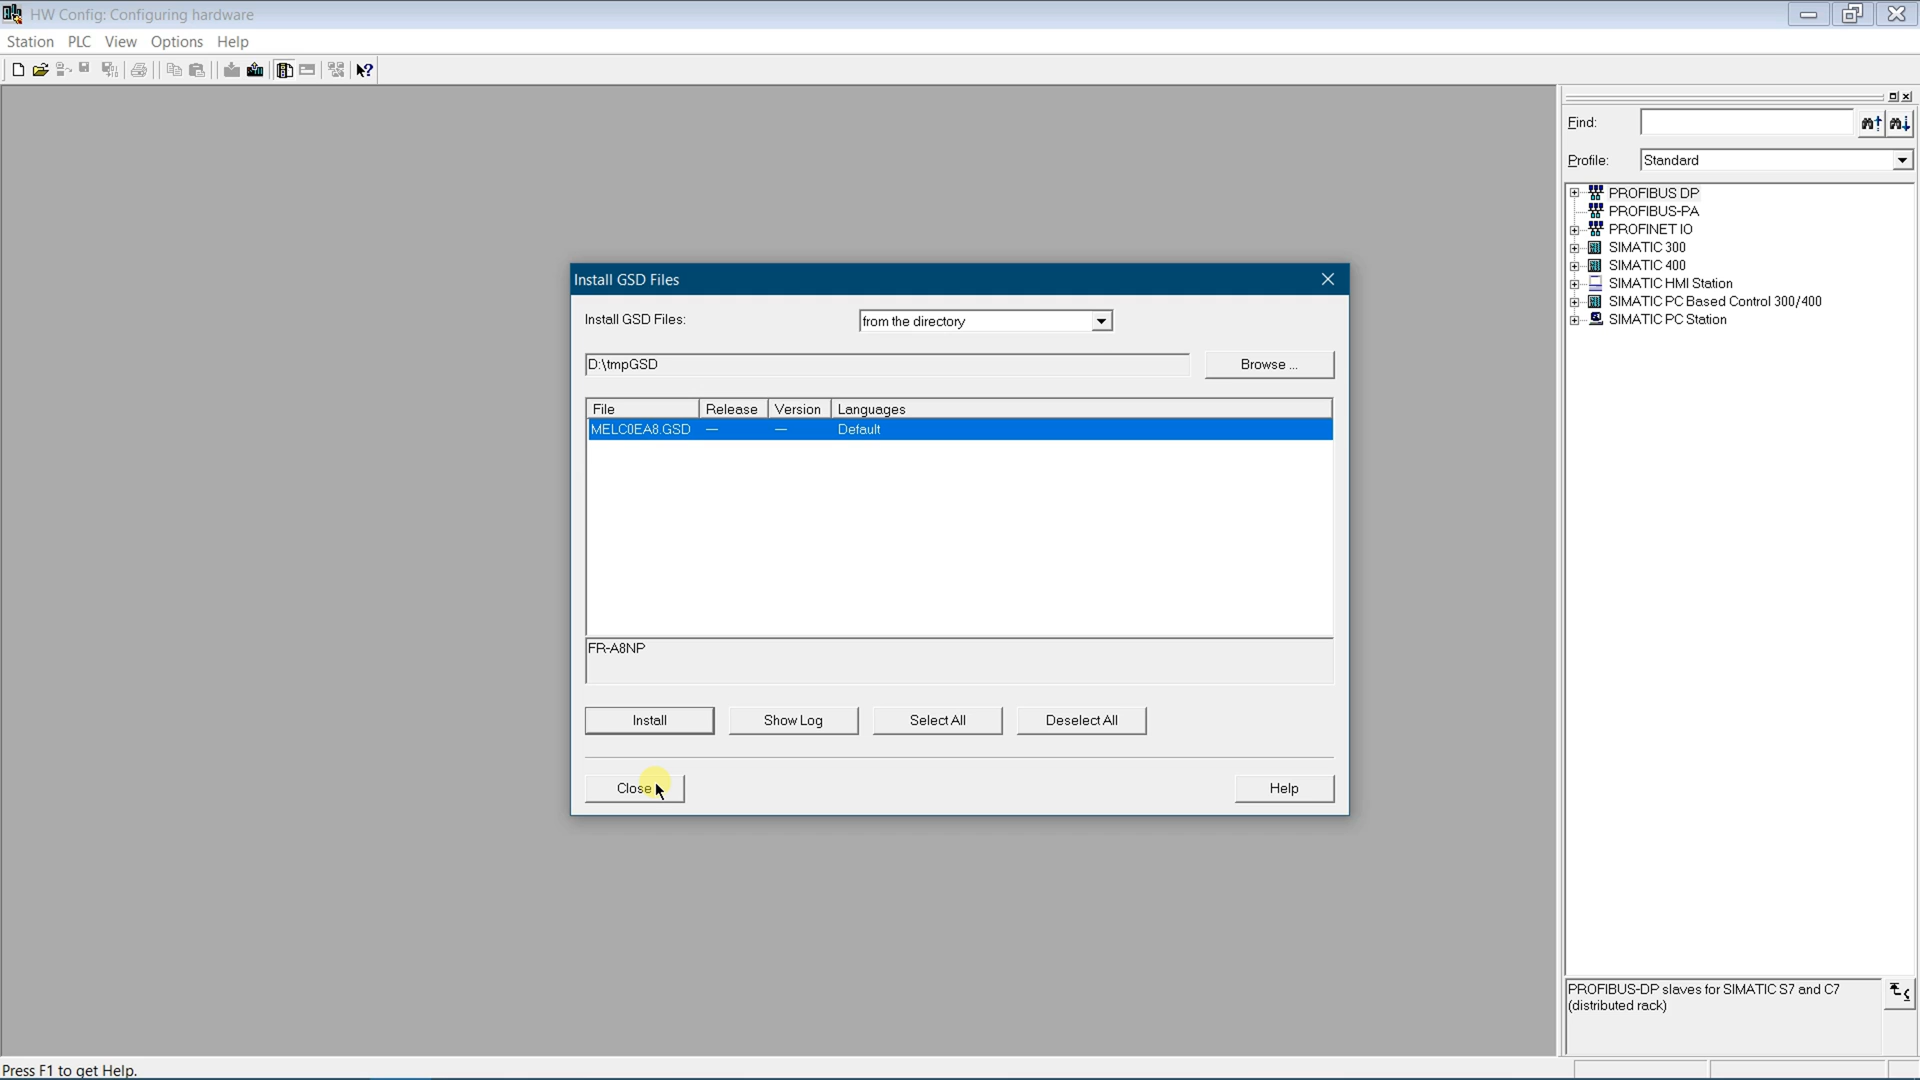 HW Config: Configuring hardware
Station PLC View Options Help
Find:
Profile: Standard
PROFIBUS DP
PROFIBUS-PA
PROFINET IO
SIMATIC 300
SIMATIC 400
SIMATIC HMI Station
SIMATIC PC Based Control 300/400
SIMATIC PC Station
Install GSD Files
Install GSD Files: from the directory
D:\tmpGSD Browse ...
File Release Version Languages
MELC0EA8.GSD — — Default
FR-A8NP
Install Show Log Select All Deselect All
Close Help
PROFIBUS-DP slaves for SIMATIC S7 and C7
(distributed rack)
Press F1 to get Help.